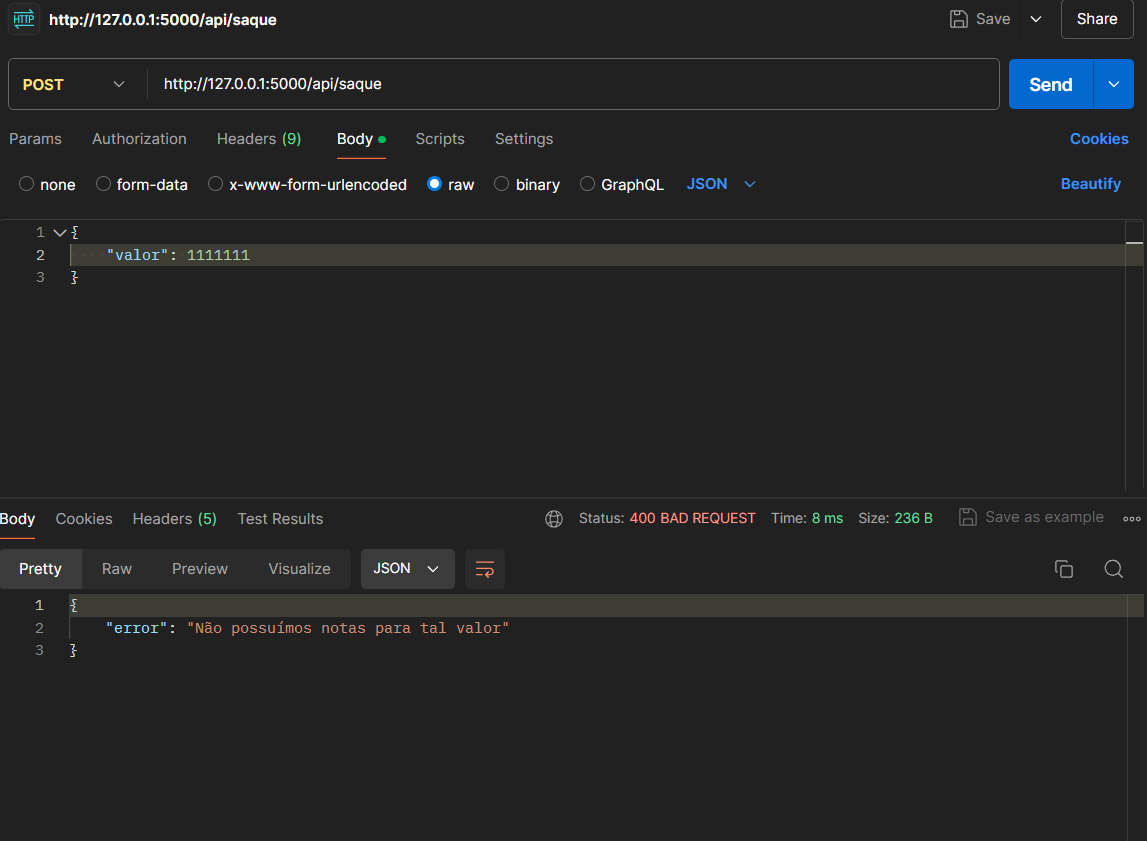 HTTP http://127.0.0.1:5000/api/saque Save Share
POST http://127.0.0.1:5000/api/saque Send
Params Authorization Headers (9) Body Scripts Settings Cookies
none form-data x-www-form-urlencoded raw binary GraphQL JSON Beautify
1 {
2 "valor": 1111111
3 }
Body Cookies Headers (5) Test Results Status: 400 BAD REQUEST Time: 8 ms Size: 236 B Save as example
Pretty Raw Preview Visualize JSON
1 {
2 "error": "Não possuímos notas para tal valor"
3 }